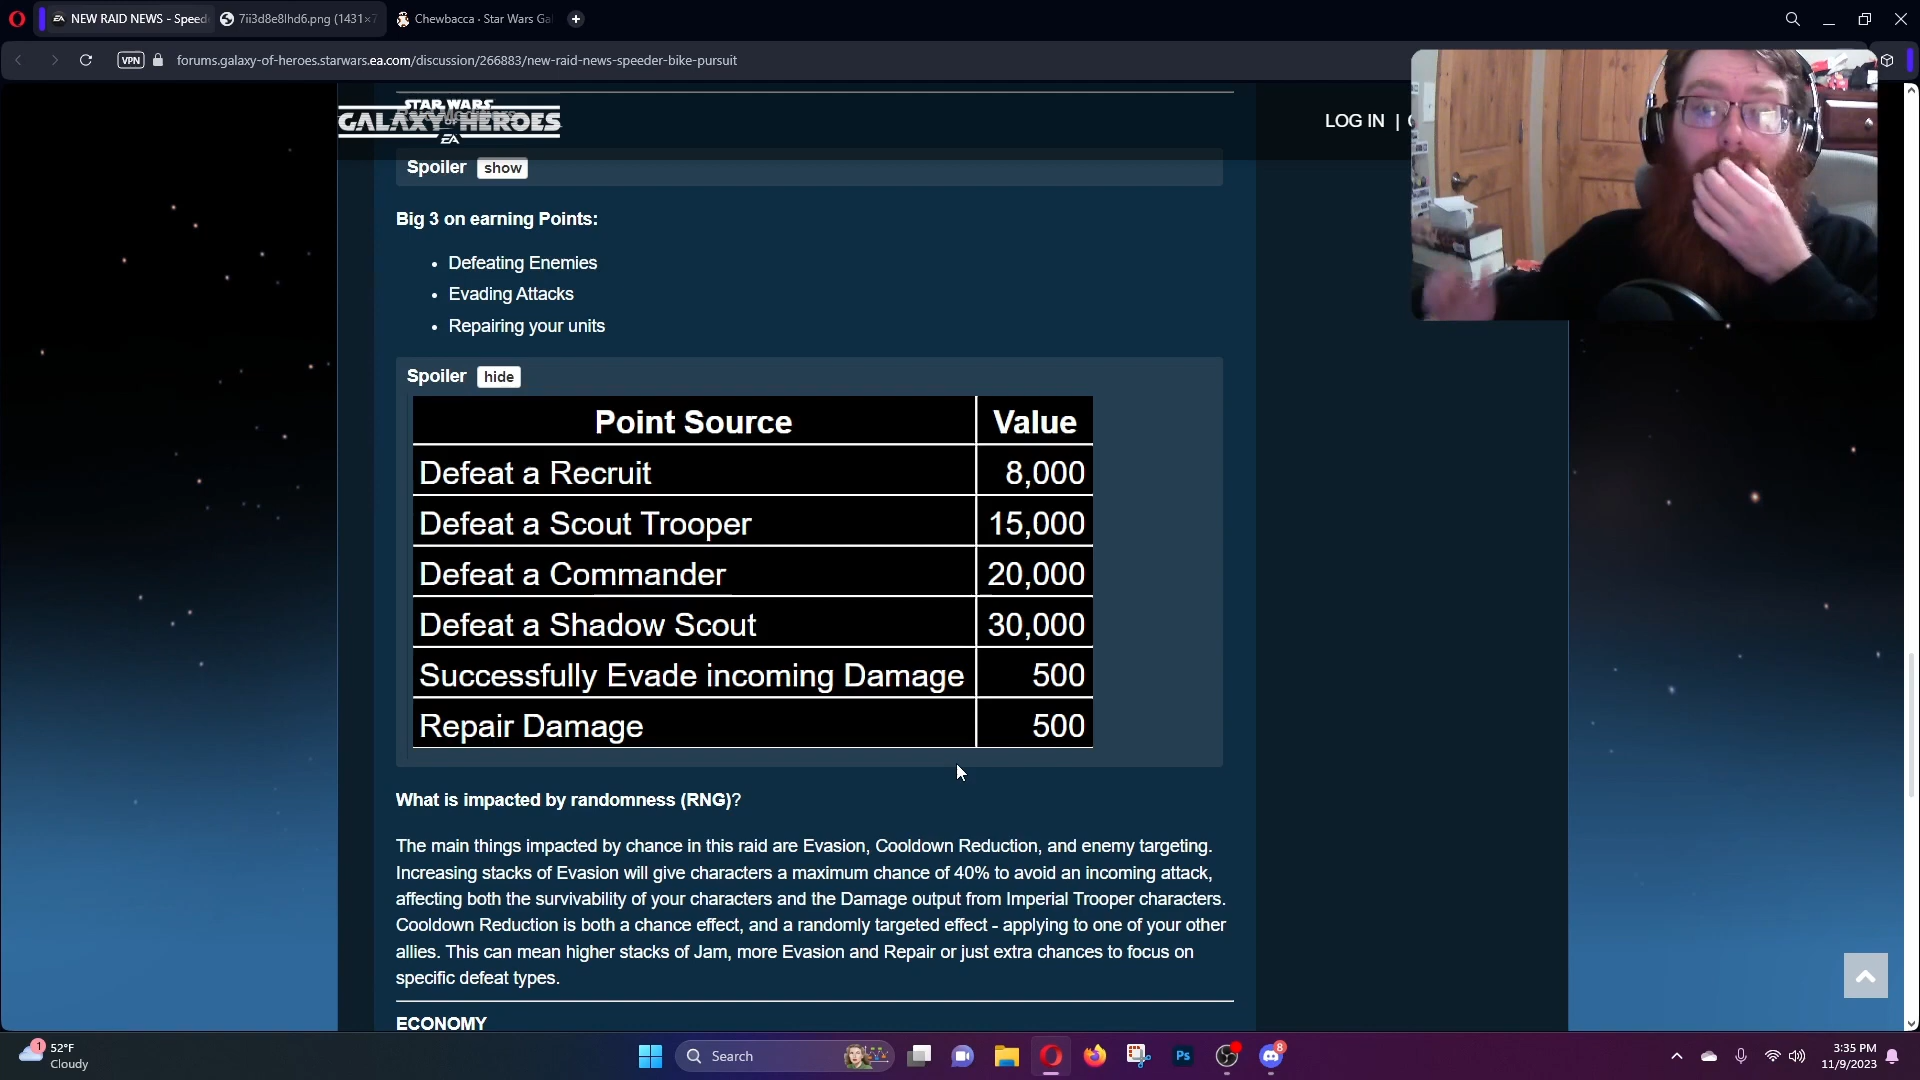 NEW RAID NEWS - Speed
7ii3d8e8lhd6.png (1431×7
Chewbacca · Star Wars Ga
VPN
forums.galaxy-of-heroes.starwars.ea.com/discussion/266883/new-raid-news-speeder-bike-pursuit
STAR WARS
GALAXY OF HEROES
EA
LOG IN |
Spoiler show
Big 3 on earning Points:
• Defeating Enemies
• Evading Attacks
• Repairing your units
Spoiler hide
Point Source Value
Defeat a Recruit 8,000
Defeat a Scout Trooper 15,000
Defeat a Commander 20,000
Defeat a Shadow Scout 30,000
Successfully Evade incoming Damage 500
Repair Damage 500
What is impacted by randomness (RNG)?
The main things impacted by chance in this raid are Evasion, Cooldown Reduction, and enemy targeting.
Increasing stacks of Evasion will give characters a maximum chance of 40% to avoid an incoming attack,
affecting both the survivability of your characters and the Damage output from Imperial Trooper characters.
Cooldown Reduction is both a chance effect, and a randomly targeted effect - applying to one of your other
allies. This can mean higher stacks of Jam, more Evasion and Repair or just extra chances to focus on
specific defeat types.
ECONOMY
1
52°F
Cloudy
Search
Ps
8
3:35 PM
11/9/2023